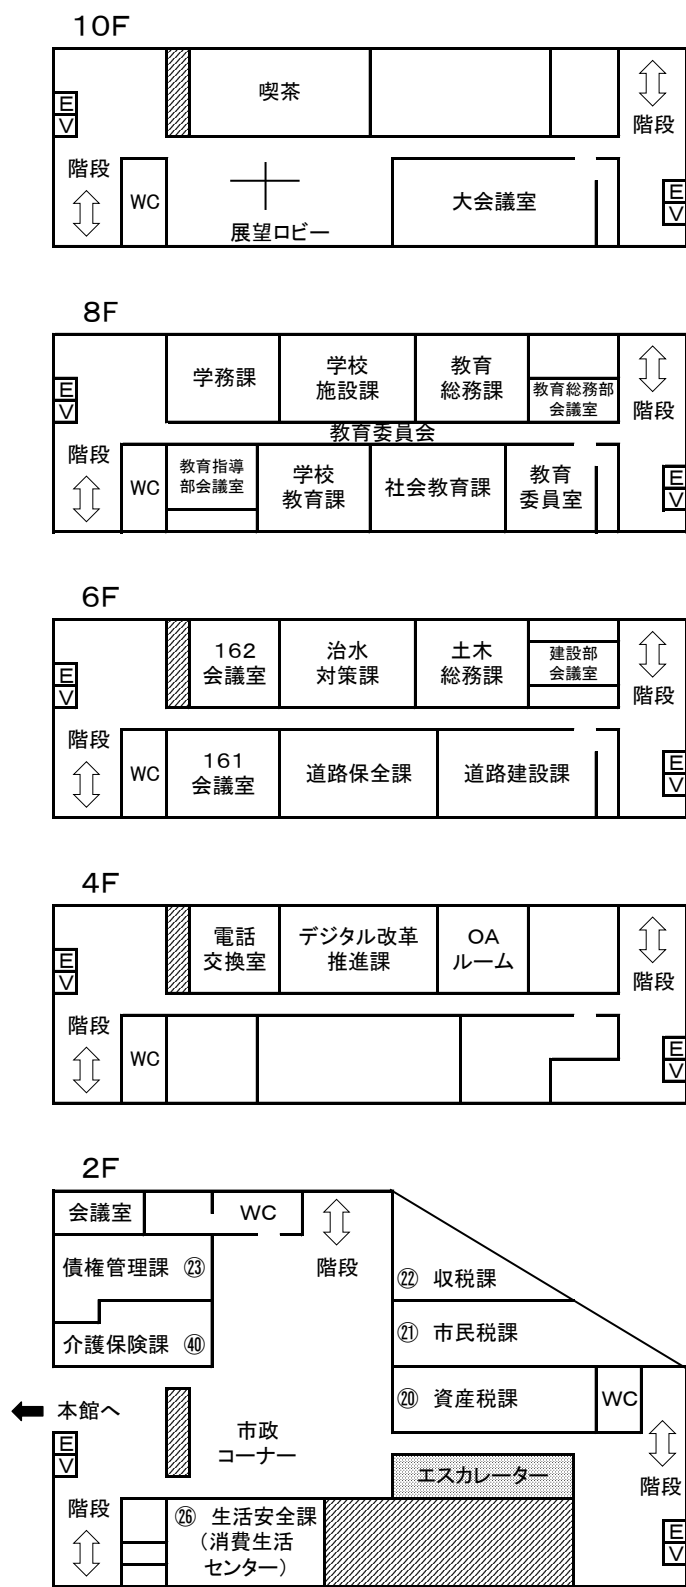 10F
喫茶
EV
階段
階段
WC
大会議室
EV
展望ロビー
8F
学務課
学校
施設課
教育
総務課
教育総務部
会議室
EV
階段
教育委員会
階段
WC
教育指導
部会議室
学校
教育課
社会教育課
教育
委員室
EV
6F
162
会議室
治水
対策課
土木
総務課
建設部
会議室
EV
階段
階段
WC
161
会議室
道路保全課
道路建設課
EV
4F
電話
交換室
デジタル改革
推進課
OA
ルーム
EV
階段
階段
WC
EV
2F
会議室
WC
債権管理課 ㉓
階段
㉒ 収税課
介護保険課 ㊵
㉑ 市民税課
⑳ 資産税課
WC
本館へ
市政
コーナー
EV
エスカレーター
階段
階段
㉖ 生活安全課
(消費生活
センター)
EV